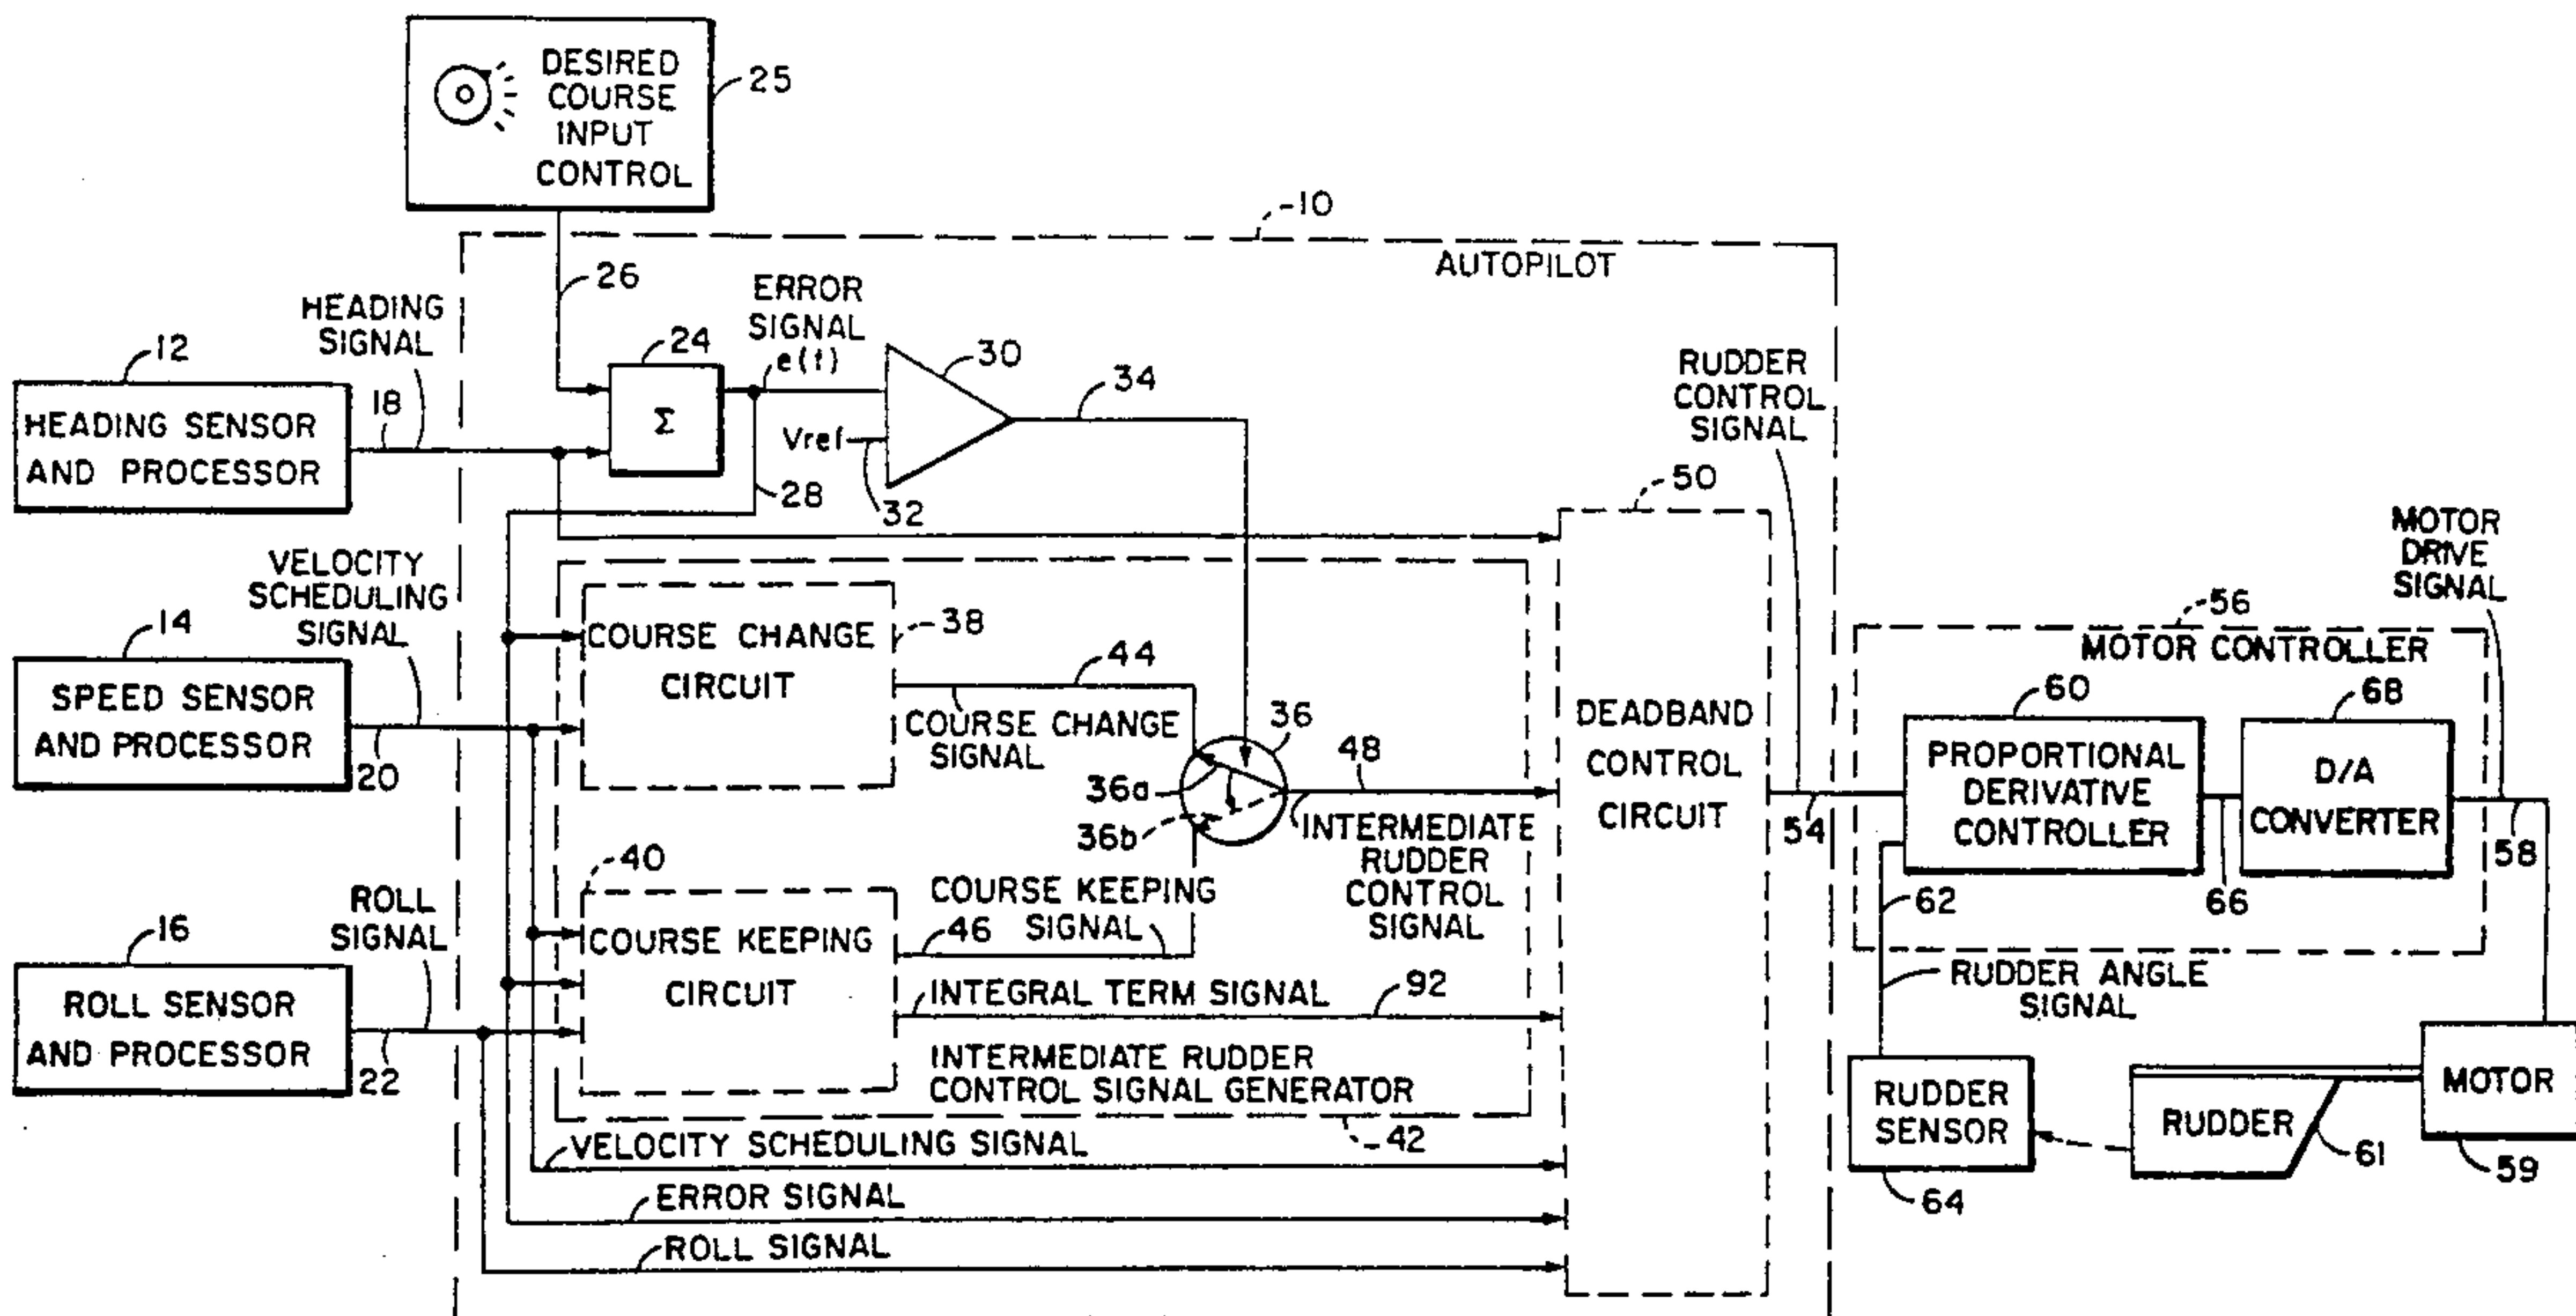 DESIRED
COURSE
INPUT
CONTROL
25
10
AUTOPILOT
26
HEADING
SIGNAL
ERROR
SIGNAL
e(t)
12
HEADING SENSOR
AND PROCESSOR
18
24
Σ
30
34
Vref
32
28
RUDDER
CONTROL
SIGNAL
50
DEADBAND
CONTROL
CIRCUIT
VELOCITY
SCHEDULING
SIGNAL
14
SPEED SENSOR
AND PROCESSOR
20
COURSE CHANGE
CIRCUIT
38
44
COURSE CHANGE
SIGNAL
36
36a
36b
48
INTERMEDIATE
RUDDER
CONTROL
SIGNAL
54
MOTOR
DRIVE
SIGNAL
56
MOTOR CONTROLLER
60
PROPORTIONAL
DERIVATIVE
CONTROLLER
68
D/A
CONVERTER
66
58
62
RUDDER ANGLE
SIGNAL
ROLL
SIGNAL
16
ROLL SENSOR
AND PROCESSOR
22
40
COURSE KEEPING
CIRCUIT
COURSE KEEPING
SIGNAL
46
INTEGRAL TERM SIGNAL
92
INTERMEDIATE RUDDER
CONTROL SIGNAL GENERATOR
42
VELOCITY SCHEDULING SIGNAL
ERROR SIGNAL
ROLL SIGNAL
RUDDER
SENSOR
64
RUDDER
61
MOTOR
59